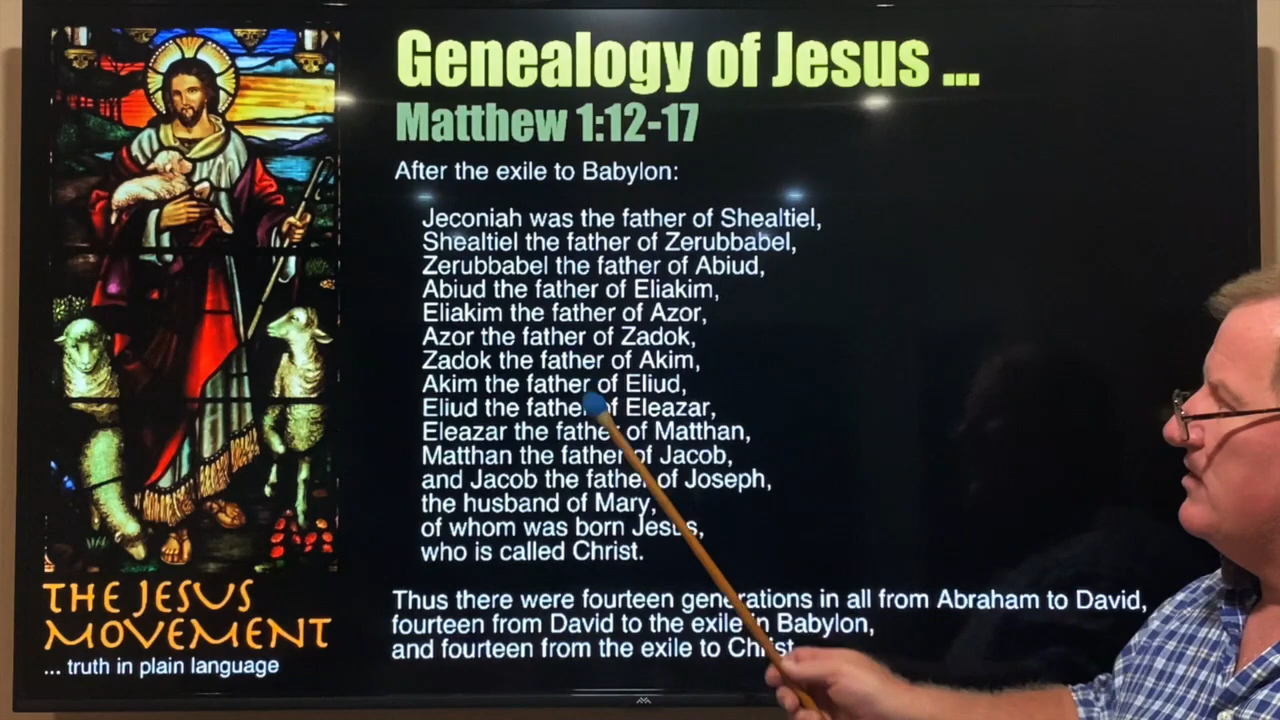 Genealogy of Jesus ...
Matthew 1:12-17
After the exile to Babylon:
Jeconiah was the father of Shealtiel,
Shealtiel the father of Zerubbabel,
Zerubbabel the father of Abiud,
Abiud the father of Eliakim,
Eliakim the father of Azor,
Azor the father of Zadok,
Zadok the father of Akim,
Akim the father of Eliud,
Eliud the father of Eleazar,
Eleazar the father of Matthan,
Matthan the father of Jacob,
and Jacob the father of Joseph,
the husband of Mary,
of whom was born Jesus,
who is called Christ.
Thus there were fourteen generations in all from Abraham to David,
fourteen from David to the exile in Babylon,
and fourteen from the exile to Christ
THE JESUS
MOVEMENT
... truth in plain language